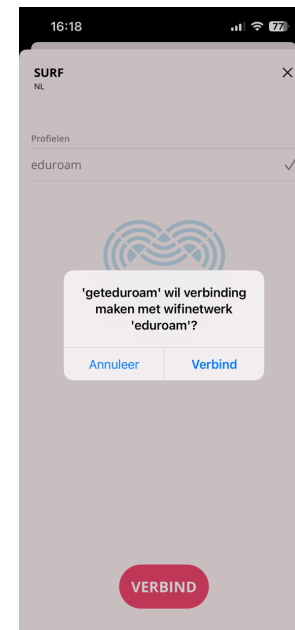 16:18
77
SURF
NL
Profielen
eduroam
'geteduroam' wil verbinding
maken met wifinetwerk
'eduroam'?
Annuleer
Verbind
VERBIND